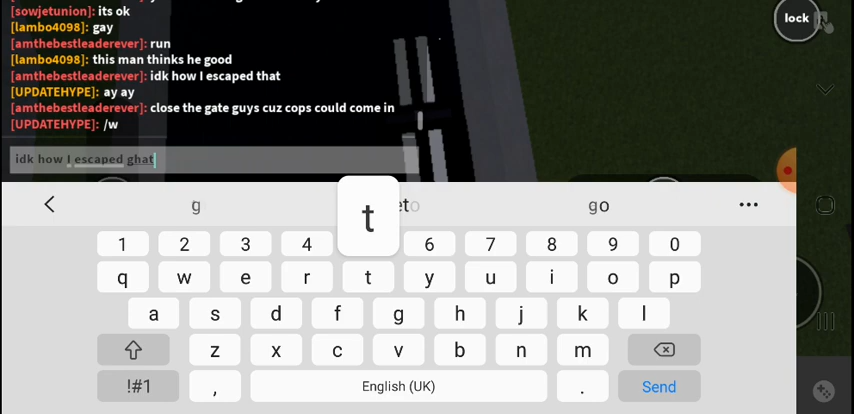 [sowjetunion]: its ok
[lambo4098]: gay
[amthebestleaderever]: run
[lambo4098]: this man thinks he good
[amthebestleaderever]: idk how I escaped that
[UPDATEHYPE]: ay ay
[amthebestleaderever]: close the gate guys cuz cops could come in
[UPDATEHYPE]: /w
lock
idk how I escaped ghat
g
eto
go
t
1 2 3 4 6 7 8 9 0
q w e r t y u i o p
a s d f g h j k l
z x c v b n m
!#1 , English (UK) . Send